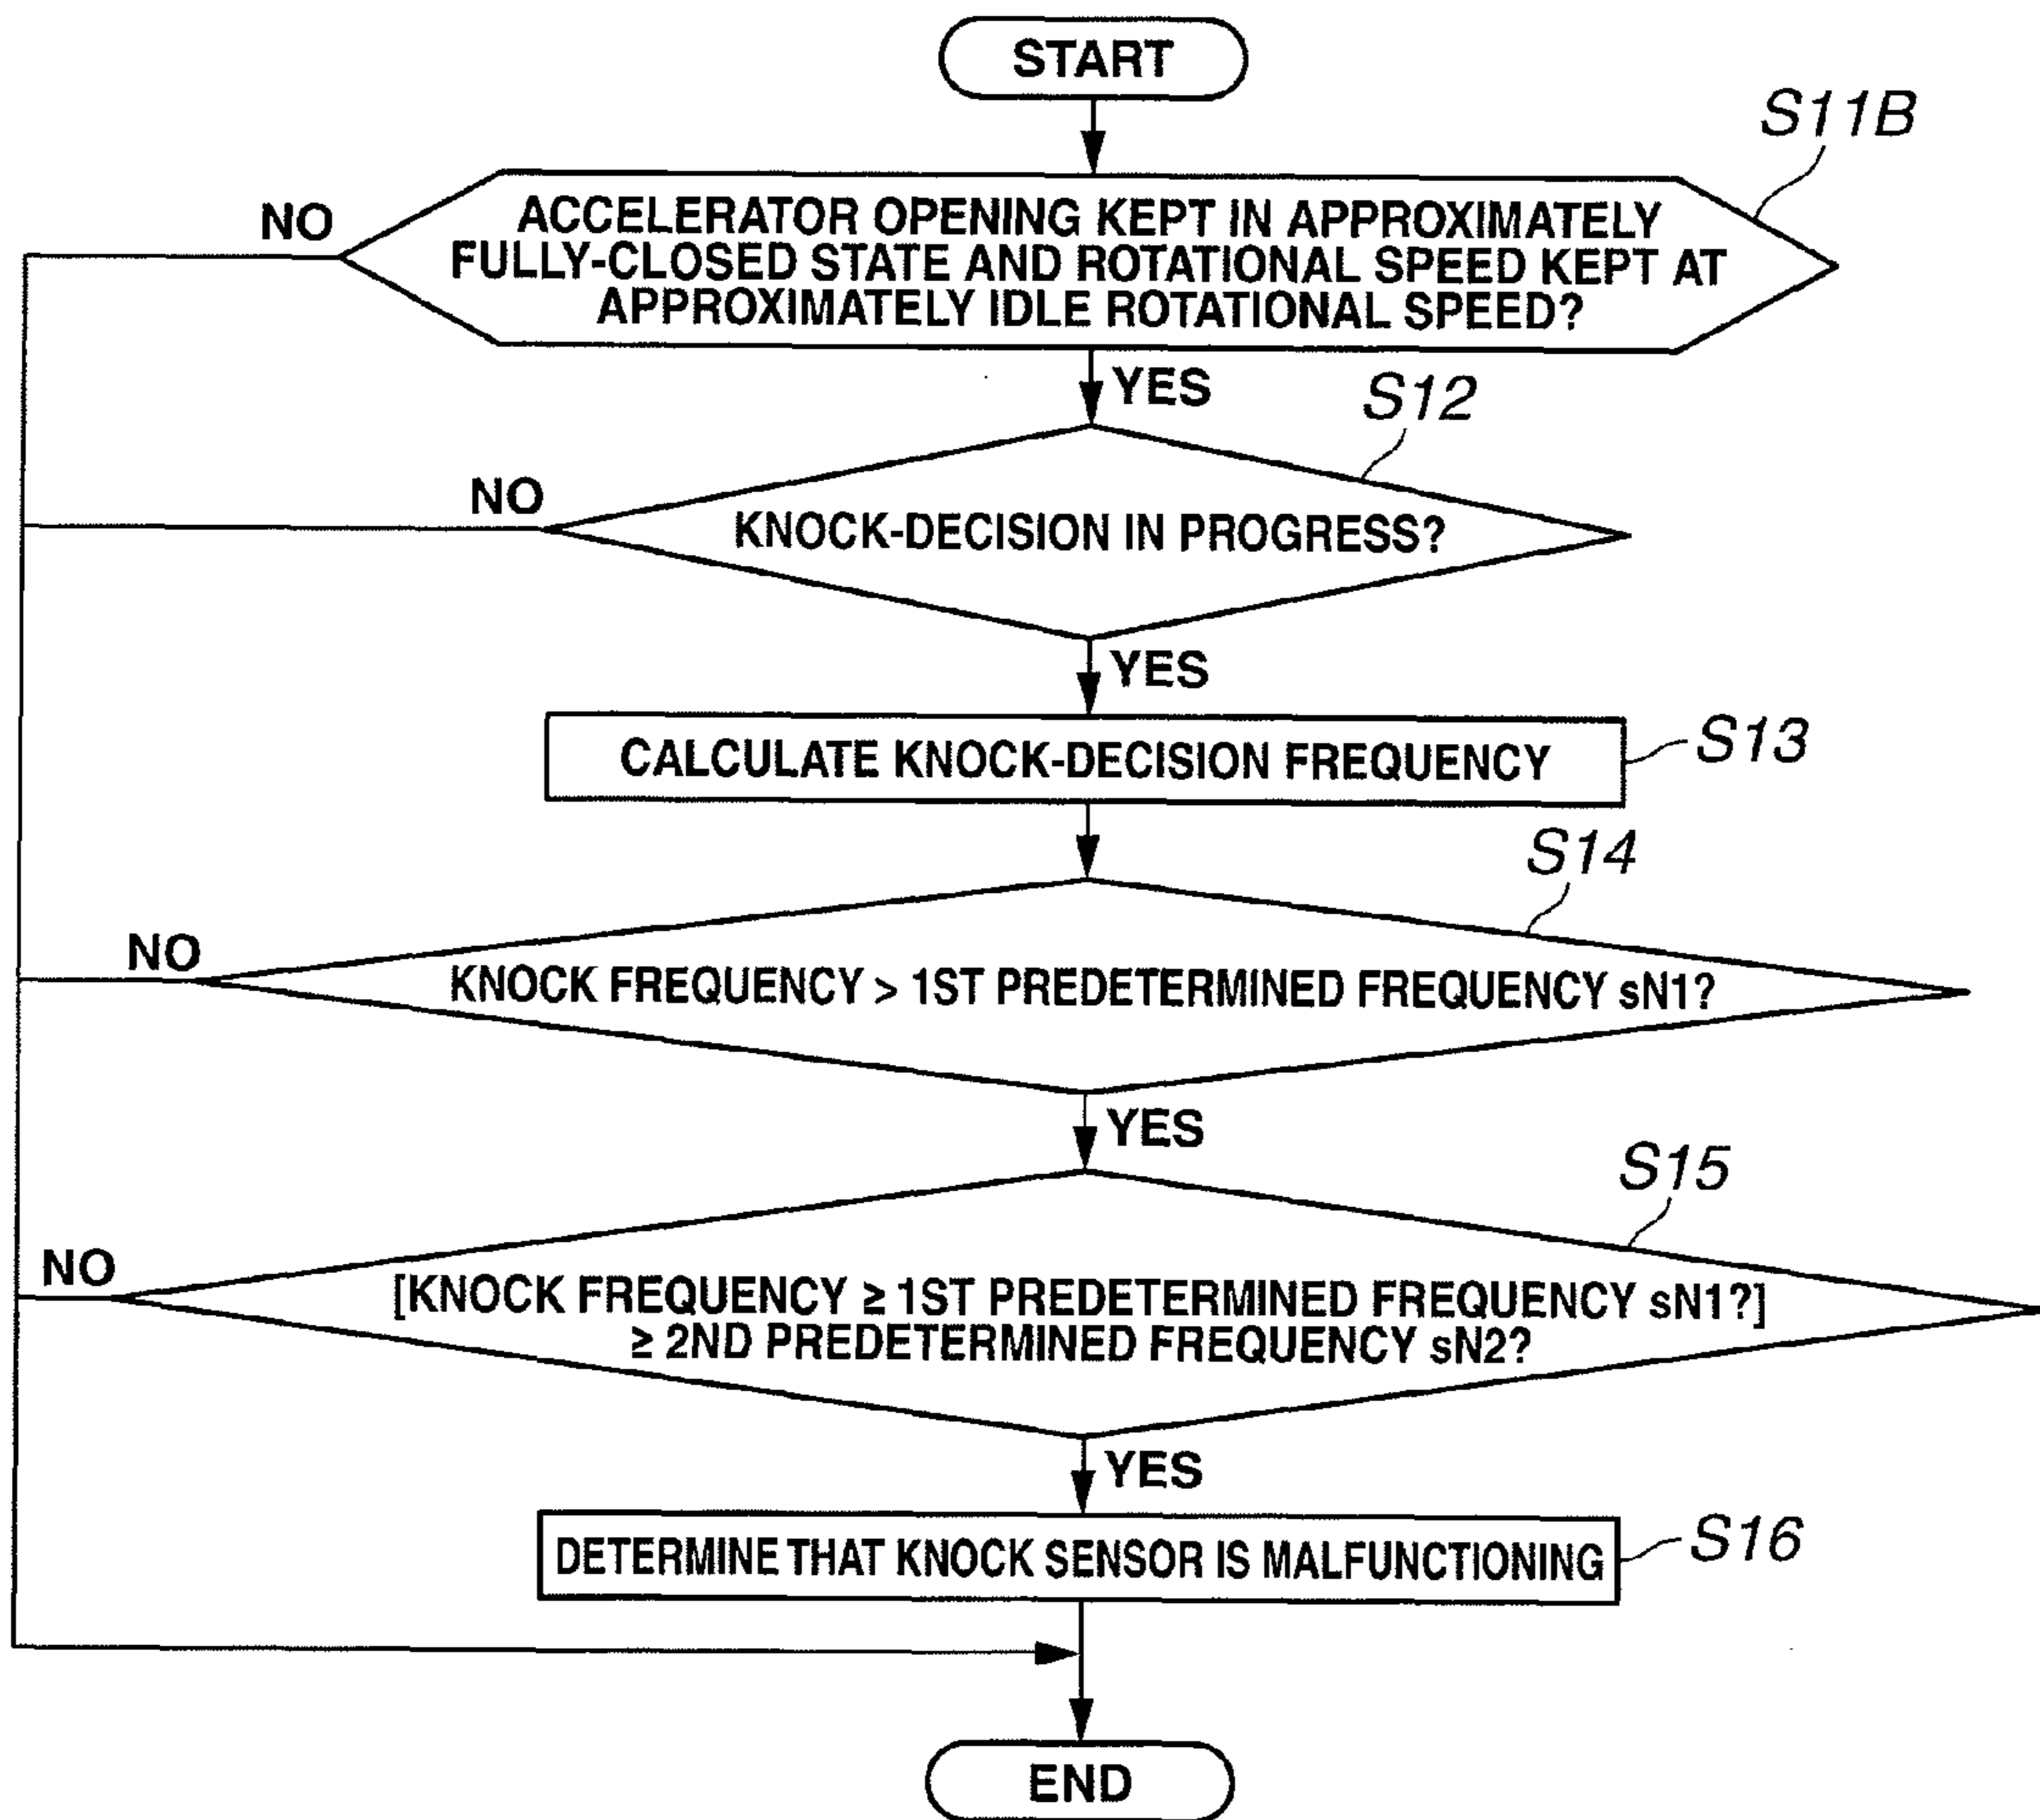 START
S11B
NO
ACCELERATOR OPENING KEPT IN APPROXIMATELY
FULLY-CLOSED STATE AND ROTATIONAL SPEED KEPT AT
APPROXIMATELY IDLE ROTATIONAL SPEED?
YES
S12
NO
KNOCK-DECISION IN PROGRESS?
YES
CALCULATE KNOCK-DECISION FREQUENCY
S13
S14
NO
KNOCK FREQUENCY > 1ST PREDETERMINED FREQUENCY sN1?
YES
S15
NO
[KNOCK FREQUENCY ≥ 1ST PREDETERMINED FREQUENCY sN1?]
≥ 2ND PREDETERMINED FREQUENCY sN2?
YES
DETERMINE THAT KNOCK SENSOR IS MALFUNCTIONING
S16
END